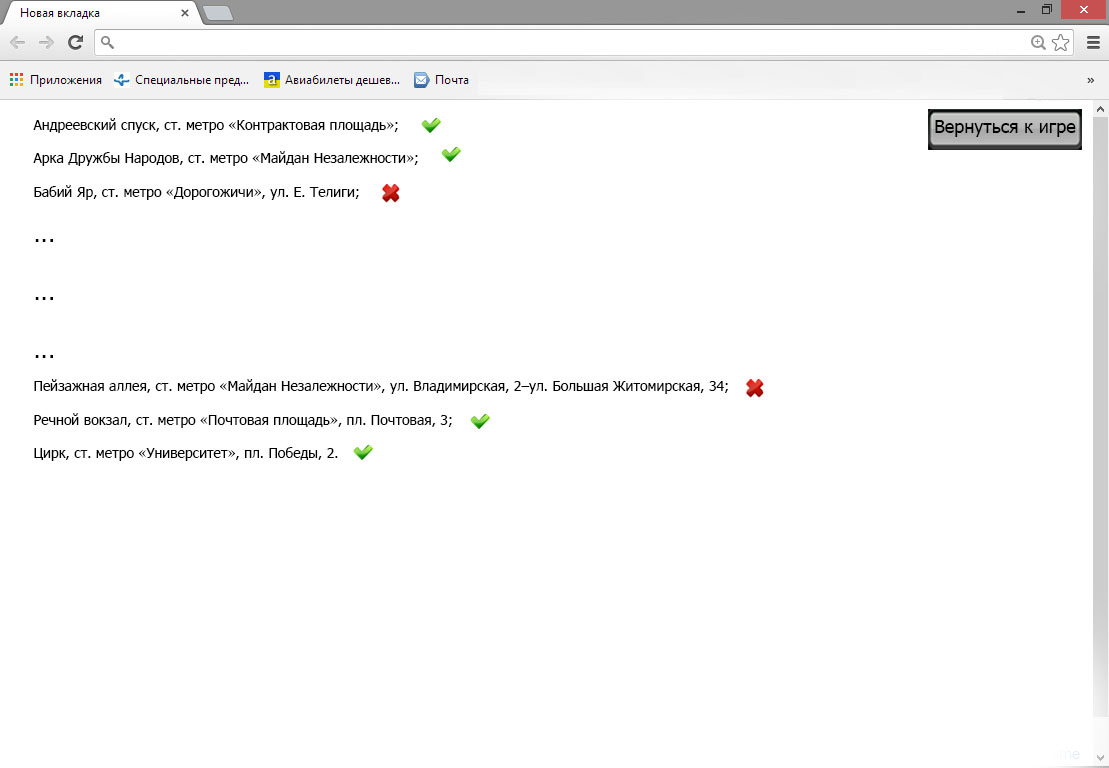 Новая вкладка
Приложения Специальные пред... Авиабилеты дешев... Почта »
Андреевский спуск, ст. метро «Контрактовая площадь»;
Вернуться к игре
Арка Дружбы Народов, ст. метро «Майдан Незалежности»;
Бабий Яр, ст. метро «Дорогожичи», ул. Е. Телиги;
...
...
...
Пейзажная аллея, ст. метро «Майдан Незалежности», ул. Владимирская, 2–ул. Большая Житомирская, 34;
Речной вокзал, ст. метро «Почтовая площадь», пл. Почтовая, 3;
Цирк, ст. метро «Университет», пл. Победы, 2.